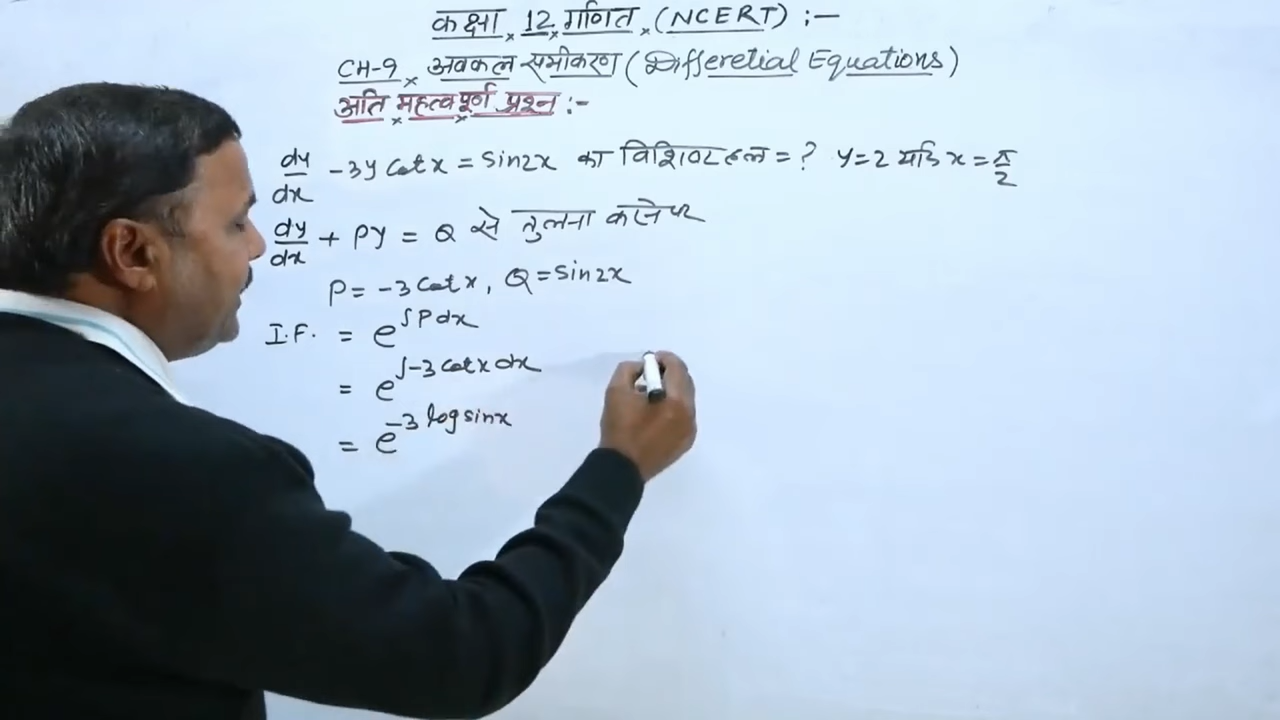 कक्षा 12 गणित (NCERT) :-
CH-9 अवकल समीकरण (Differetial Equations)
अति महत्वपूर्ण प्रश्न :-
dy/dx - 3y cot x = sin2x का विशिष्ट हल = ? y=2 यदि x = π/2
dy/dx + Py = Q से तुलना करने पर
P = -3 cot x, Q = sin2x
I.F. = e^∫P dx
= e^∫-3 cot x dx
= e^-3 log sinx